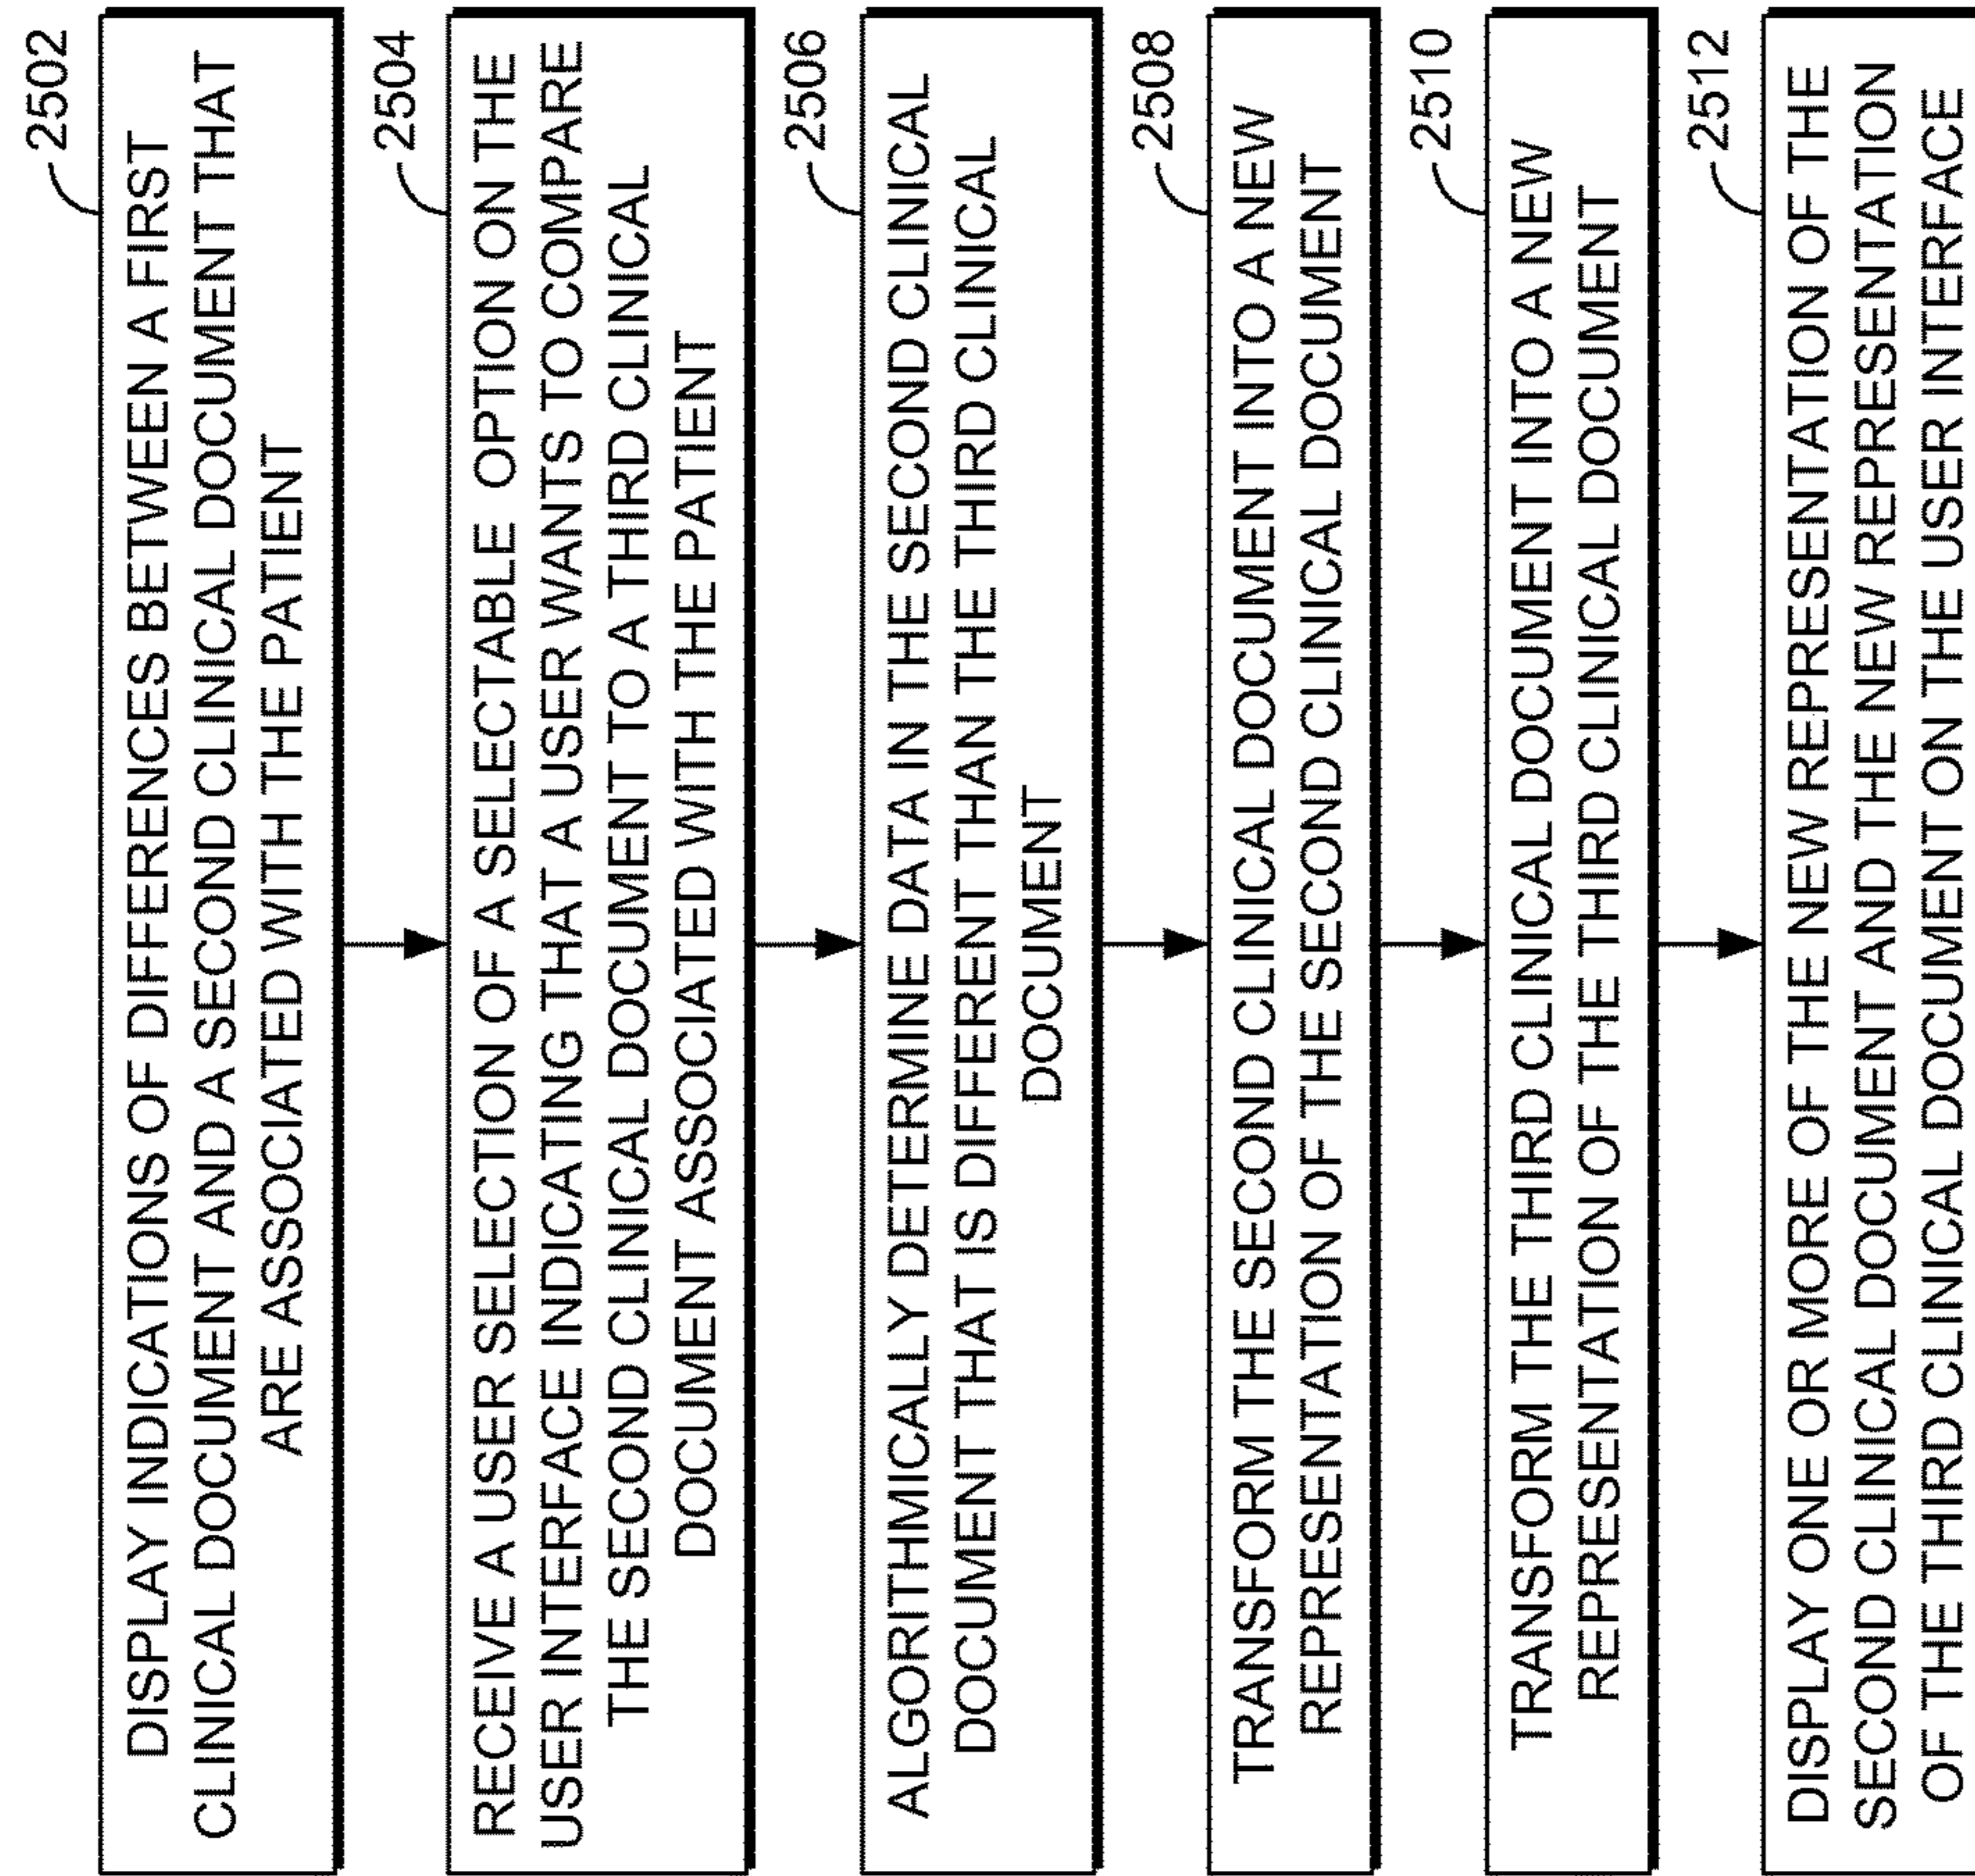 2502
DISPLAY INDICATIONS OF DIFFERENCES BETWEEN A FIRST
CLINICAL DOCUMENT AND A SECOND CLINICAL DOCUMENT THAT
ARE ASSOCIATED WITH THE PATIENT
2504
RECEIVE A USER SELECTION OF A SELECTABLE OPTION ON THE
USER INTERFACE INDICATING THAT A USER WANTS TO COMPARE
THE SECOND CLINICAL DOCUMENT TO A THIRD CLINICAL
DOCUMENT ASSOCIATED WITH THE PATIENT
2506
ALGORITHMICALLY DETERMINE DATA IN THE SECOND CLINICAL
DOCUMENT THAT IS DIFFERENT THAN THE THIRD CLINICAL
DOCUMENT
2508
TRANSFORM THE SECOND CLINICAL DOCUMENT INTO A NEW
REPRESENTATION OF THE SECOND CLINICAL DOCUMENT
2510
TRANSFORM THE THIRD CLINICAL DOCUMENT INTO A NEW
REPRESENTATION OF THE THIRD CLINICAL DOCUMENT
2512
DISPLAY ONE OR MORE OF THE NEW REPRESENTATION OF THE
SECOND CLINICAL DOCUMENT AND THE NEW REPRESENTATION
OF THE THIRD CLINICAL DOCUMENT ON THE USER INTERFACE